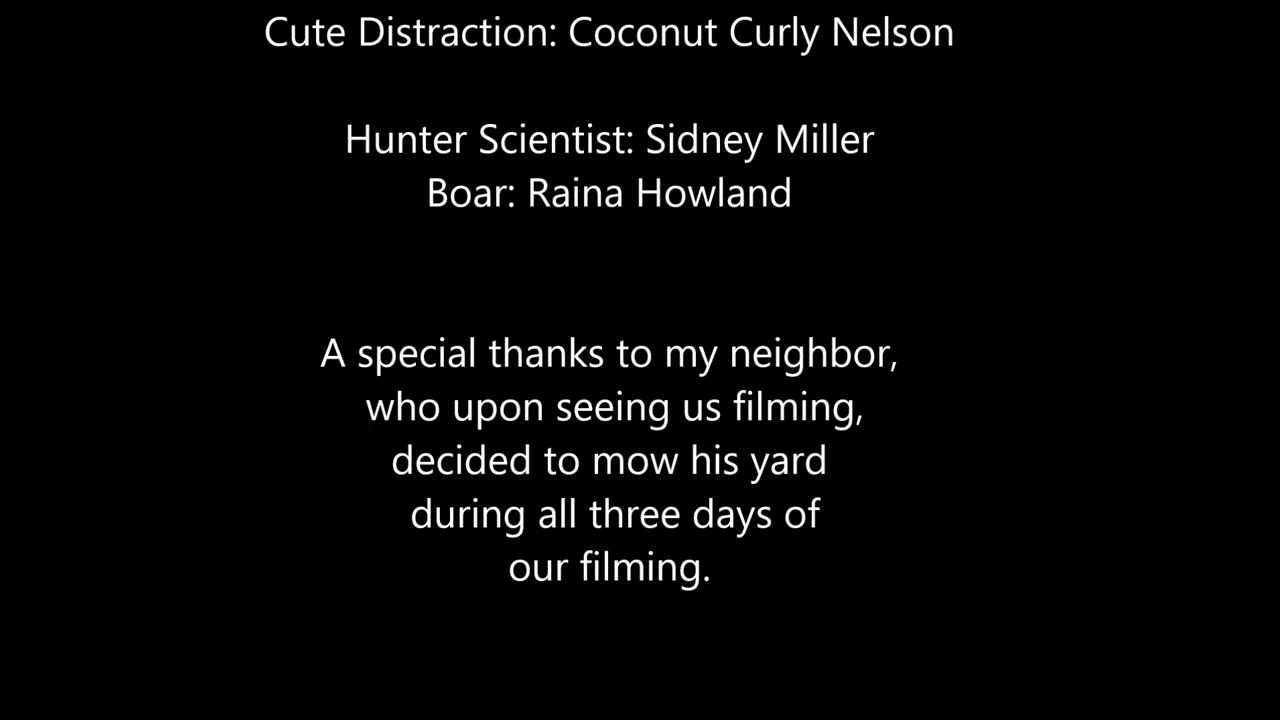 Cute Distraction: Coconut Curly Nelson
Hunter Scientist: Sidney Miller
Boar: Raina Howland
A special thanks to my neighbor,
who upon seeing us filming,
decided to mow his yard
during all three days of
our filming.